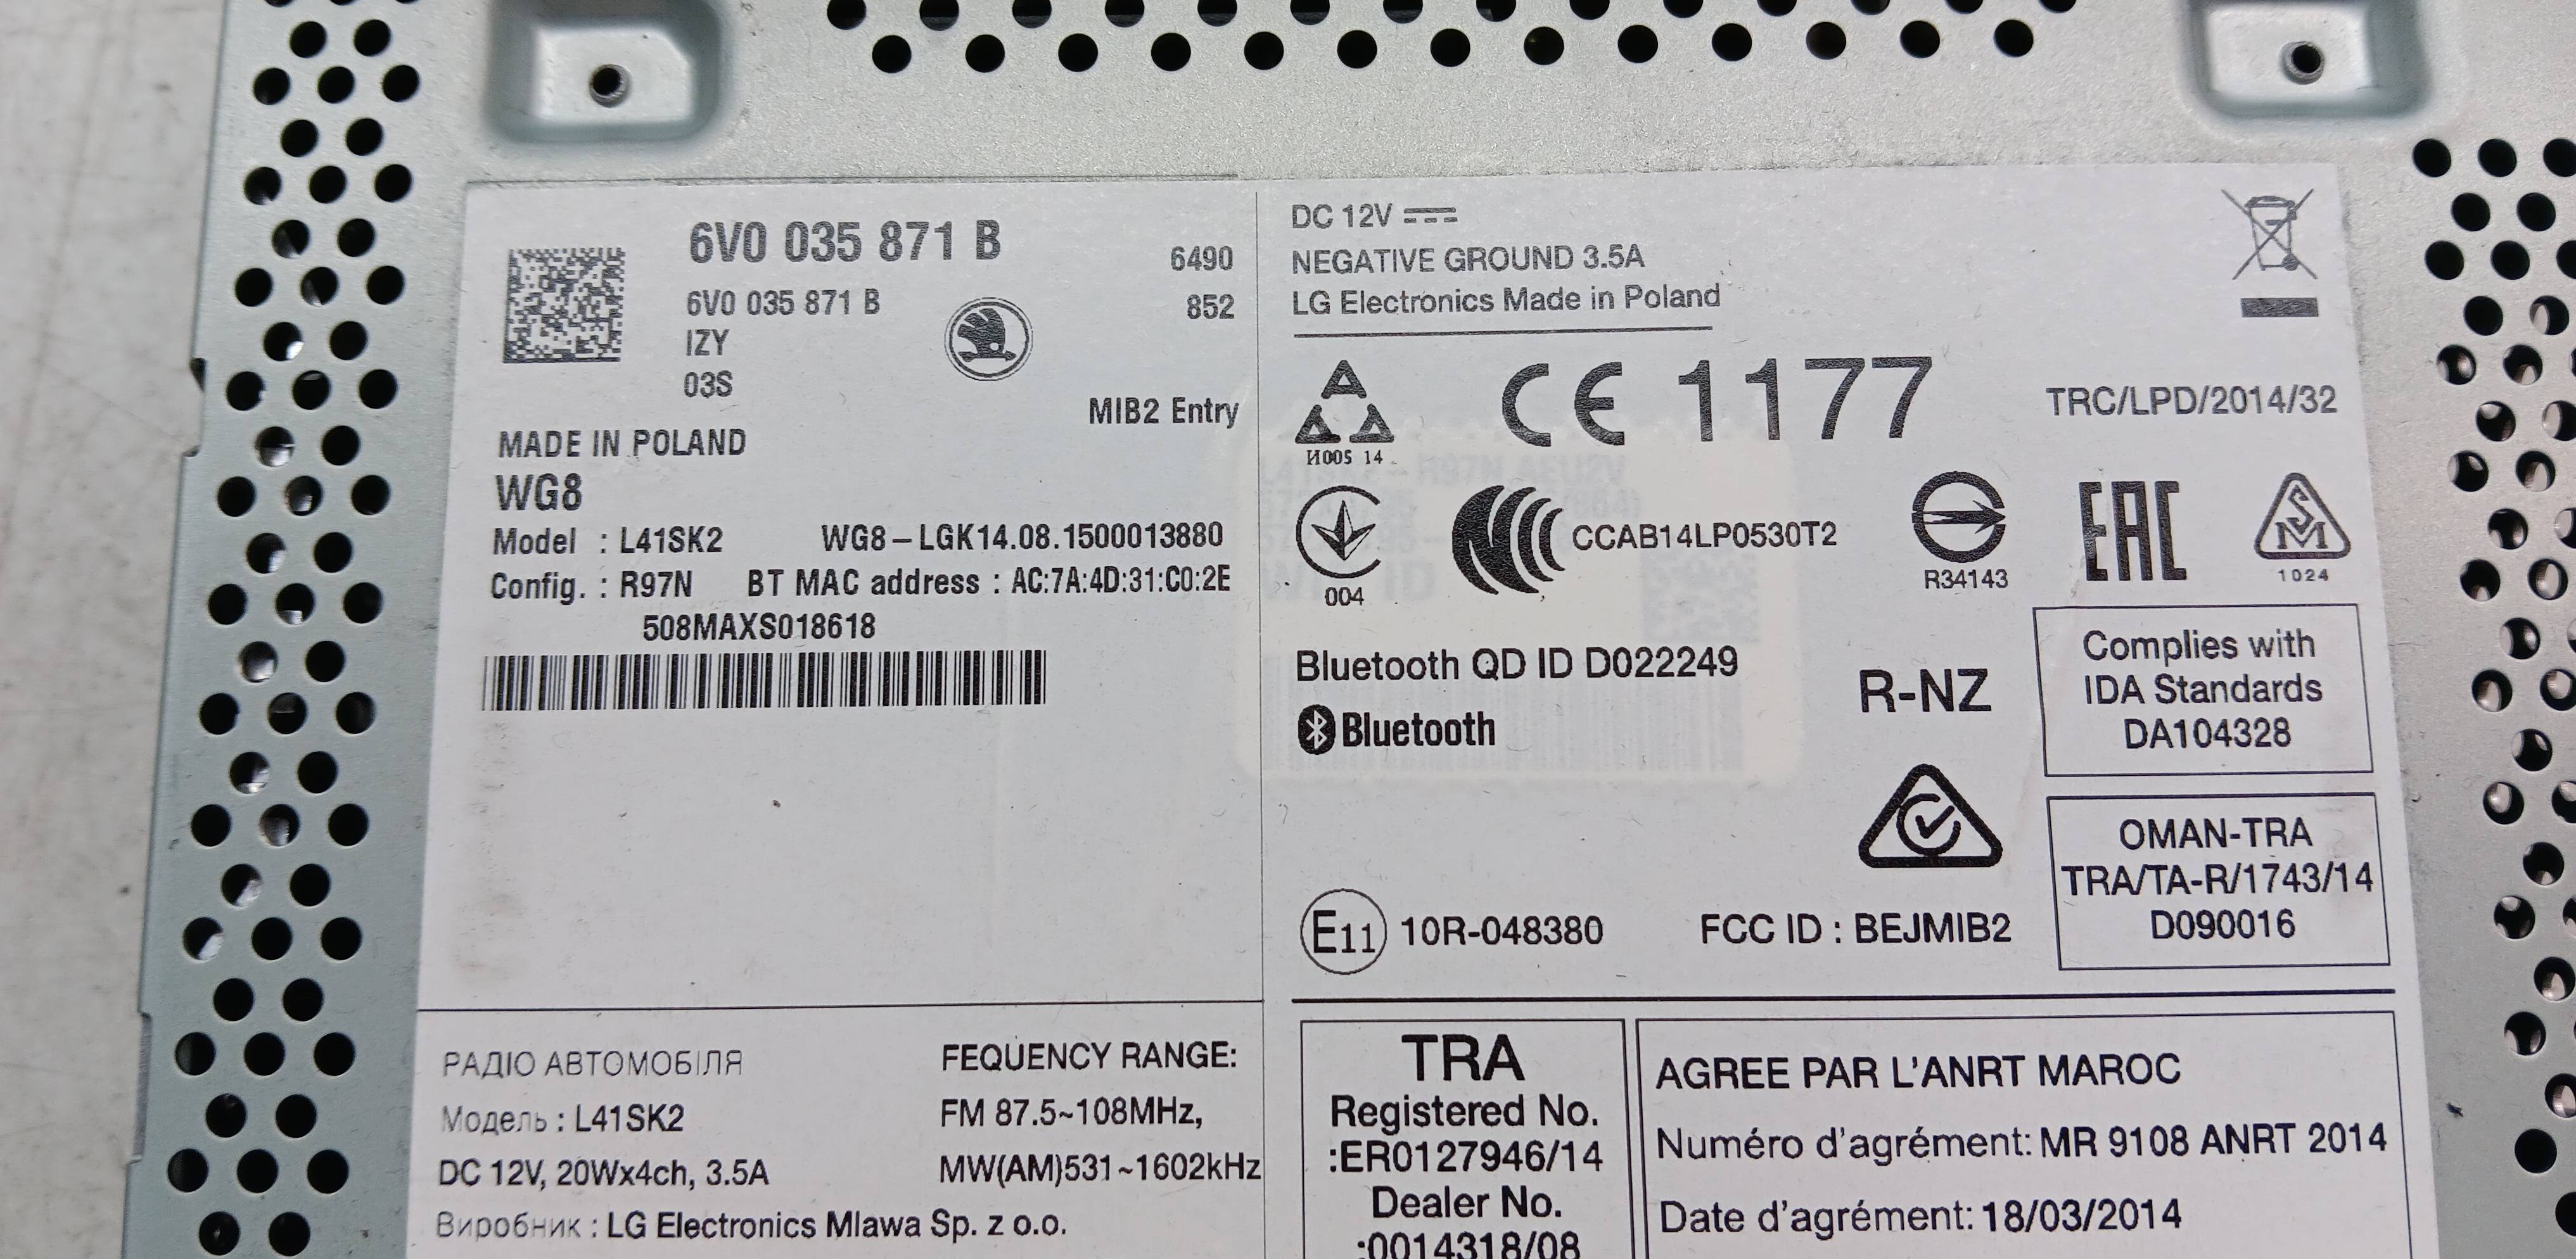 6V0 035 871 B
6490
6V0 035 871 B
852
IZY
03S
MIB2 Entry
MADE IN POLAND
WG8
Model : L41SK2 WG8-LGK14.08.1500013880
Config. : R97N BT MAC address : AC:7A:4D:31:C0:2E
508MAXS018618
DC 12V
NEGATIVE GROUND 3.5A
LG Electronics Made in Poland
И005 14
CE 1177
TRC/LPD/2014/32
004
CCAB14LP0530T2
R34143
EAC
SM
1024
Bluetooth QD ID D022249
Bluetooth
R-NZ
Complies with
IDA Standards
DA104328
OMAN-TRA
TRA/TA-R/1743/14
D090016
E11 10R-048380
FCC ID : BEJMIB2
РАДІО АВТОМОБІЛЯ
Модель : L41SK2
DC 12V, 20Wx4ch, 3.5A
Виробник : LG Electronics Mlawa Sp. z o.o.
FEQUENCY RANGE:
FM 87.5~108MHz,
MW(AM)531~1602kHz
TRA
Registered No.
:ER0127946/14
Dealer No.
:0014318/08
AGREE PAR L'ANRT MAROC
Numéro d'agrément: MR 9108 ANRT 2014
Date d'agrément: 18/03/2014